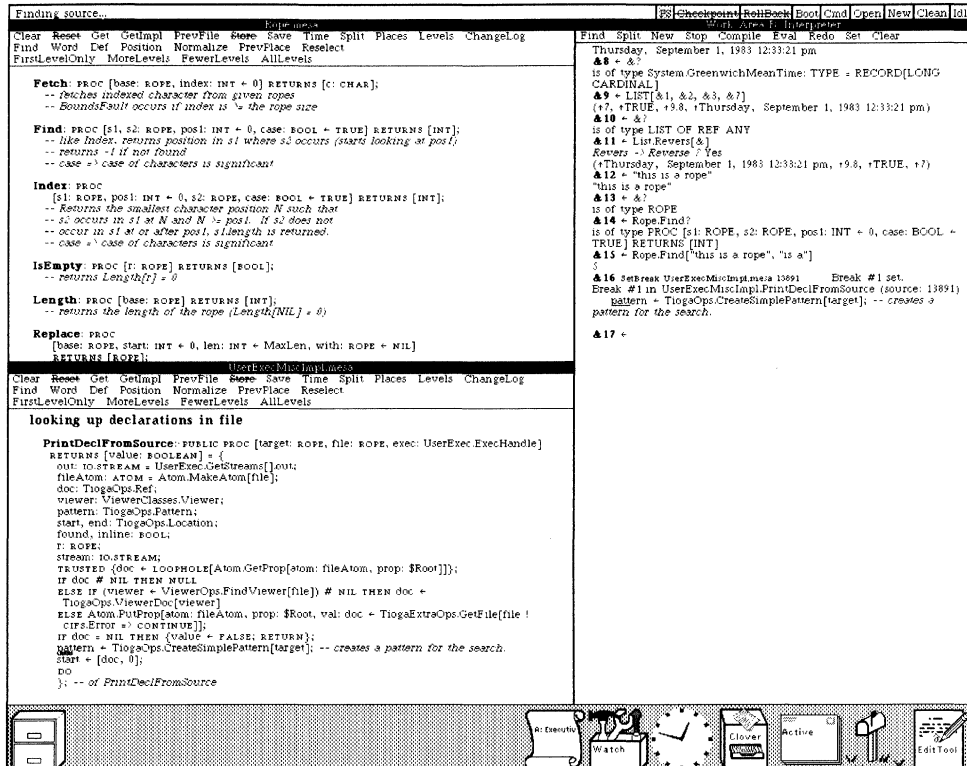 Finding source...
PS Checkpoint RollBack Boot Cmd Open New Clean Idl
Rope.mesa
Clear Reset Get GetImpl PrevFile Store Save Time Split Places Levels ChangeLog
Find Word Def Position Normalize PrevPlace Reselect
FirstLevelOnly MoreLevels FewerLevels AllLevels
Fetch: PROC [base: ROPE, index: INT ← 0] RETURNS [c: CHAR];
-- fetches indexed character from given ropes
-- BoundsFault occurs if index is >= the rope size
Find: PROC [s1, s2: ROPE, pos1: INT ← 0, case: BOOL ← TRUE] RETURNS [INT];
-- like Index, returns position in s1 where s2 occurs (starts looking at pos1)
-- returns -1 if not found
-- case => case of characters is significant
Index: PROC
[s1: ROPE, pos1: INT ← 0, s2: ROPE, case: BOOL ← TRUE] RETURNS [INT];
-- Returns the smallest character position N such that
-- s2 occurs in s1 at N and N >= pos1. If s2 does not
-- occur in s1 at or after pos1, s1.length is returned.
-- case => case of characters is significant
IsEmpty: PROC [r: ROPE] RETURNS [BOOL];
-- returns Length[r] = 0
Length: PROC [base: ROPE] RETURNS [INT];
-- returns the length of the rope (Length[NIL] = 0)
Replace: PROC
[base: ROPE, start: INT ← 0, len: INT ← MaxLen, with: ROPE ← NIL]
RETURNS [ROPE];
UserExecMiscImpl.mesa
Clear Reset Get GetImpl PrevFile Store Save Time Split Places Levels ChangeLog
Find Word Def Position Normalize PrevPlace Reselect
FirstLevelOnly MoreLevels FewerLevels AllLevels
looking up declarations in file
PrintDeclFromSource: PUBLIC PROC [target: ROPE, file: ROPE, exec: UserExec.ExecHandle]
RETURNS [value: BOOLEAN] = {
out: IO.STREAM = UserExec.GetStreams[].out;
fileAtom: ATOM = Atom.MakeAtom[file];
doc: TiogaOps.Ref;
viewer: ViewerClasses.Viewer;
pattern: TiogaOps.Pattern;
start, end: TiogaOps.Location;
found, inline: BOOL;
r: ROPE;
stream: IO.STREAM;
TRUSTED {doc ← LOOPHOLE[Atom.GetProp[atom: fileAtom, prop: $Root]]};
IF doc # NIL THEN NULL
ELSE IF (viewer ← ViewerOps.FindViewer[file]) # NIL THEN doc ←
TiogaOps.ViewerDoc[viewer]
ELSE Atom.PutProp[atom: fileAtom, prop: $Root, val: doc ← TiogaExtraOps.GetFile[file !
CIFS.Error => CONTINUE]];
IF doc = NIL THEN {value ← FALSE; RETURN};
pattern ← TiogaOps.CreateSimplePattern[target]; -- creates a pattern for the search.
start ← [doc, 0];
DO
}; -- of PrintDeclFromSource
Work Area B: Interpreter
Find Split New Stop Compile Eval Redo Set Clear
Thursday, September 1, 1983 12:33:21 pm
&8 ← &?
is of type System.GreenwichMeanTime: TYPE = RECORD[LONG
CARDINAL]
&9 ← LIST[&1, &2, &3, &7]
(↑7, ↑TRUE, ↑9.8, ↑Thursday, September 1, 1983 12:33:21 pm)
&10 ← &?
is of type LIST OF REF ANY
&11 ← List.Revers[&]
Revers -> Reverse ? Yes
(↑Thursday, September 1, 1983 12:33:21 pm, ↑9.8, ↑TRUE, ↑7)
&12 ← "this is a rope"
"this is a rope"
&13 ← &?
is of type ROPE
&14 ← Rope.Find?
is of type PROC [s1: ROPE, s2: ROPE, pos1: INT ← 0, case: BOOL ←
TRUE] RETURNS [INT]
&15 ← Rope.Find["this is a rope", "is a"]
5
&16 SetBreak UserExecMiscImpl.mesa 13891 Break #1 set.
Break #1 in UserExecMiscImpl.PrintDeclFromSource (source: 13891)
pattern ← TiogaOps.CreateSimplePattern[target]; -- creates a
pattern for the search.
&17 ←
A: Executiv
Watch
Clover
Active
EditTool